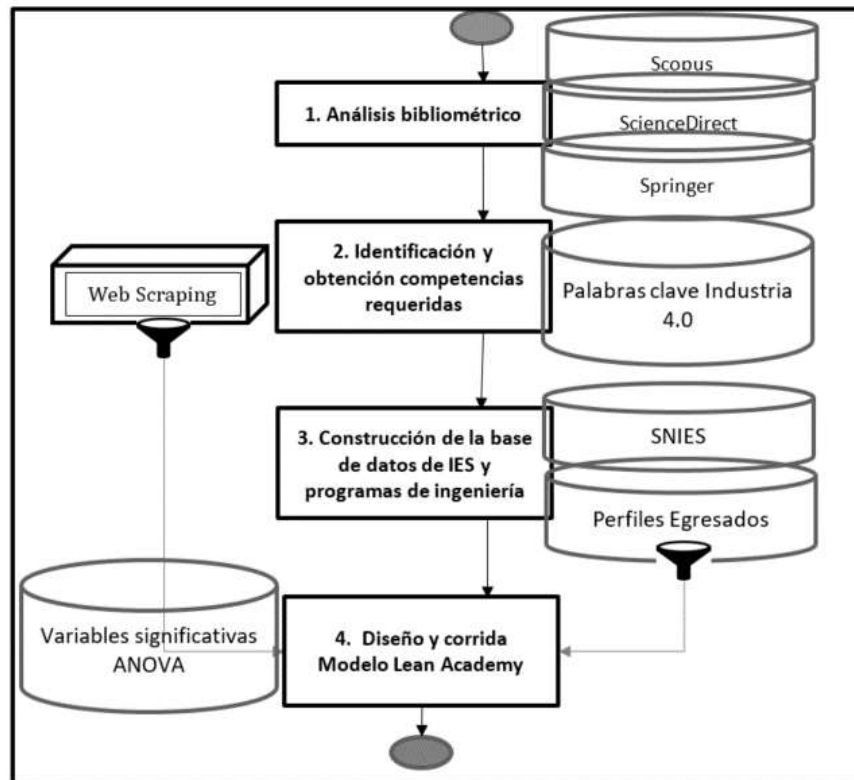 Scopus
1. Análisis bibliométrico
ScienceDirect
Springer
2. Identificación y
obtención competencias
requeridas
Palabras clave Industria
4.0
Web Scraping
3. Construcción de la base
de datos de IES y
programas de ingeniería
SNIES
Perfiles Egresados
Variables significativas
ANOVA
4. Diseño y corrida
Modelo Lean Academy